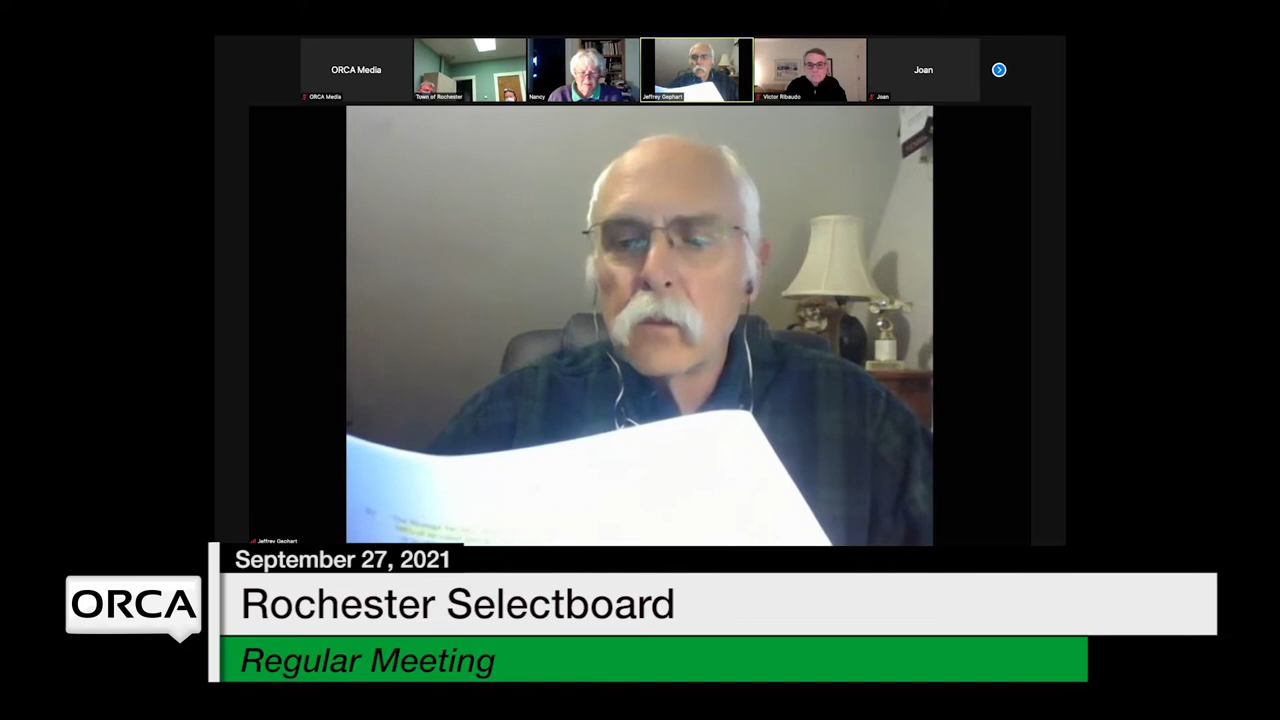 ORCA Media
Joan
ORCA Media
Town of Rochester
Nancy
Jeffrey Gephart
Victor Ribaudo
Joan
Jeffrey Gephart
September 27, 2021
ORCA
Rochester Selectboard
Regular Meeting